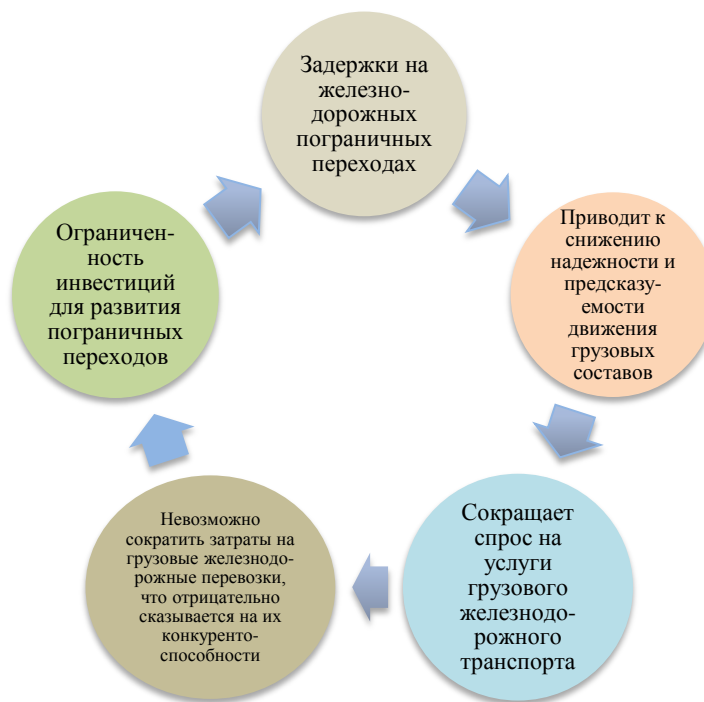 Задержки на
железно-
дорожных
пограничных
переходах
Приводит к
снижению
надежности и
предсказу-
емости
движения
грузовых
составов
Сокращает
спрос на
услуги
грузового
железнодо-
рожного
транспорта
Невозможно
сократить затраты на
грузовые железнодо-
рожные перевозки,
что отрицательно
сказывается на их
конкуренто-
способности
Ограничен-
ность
инвестиций
для развития
пограничных
переходов